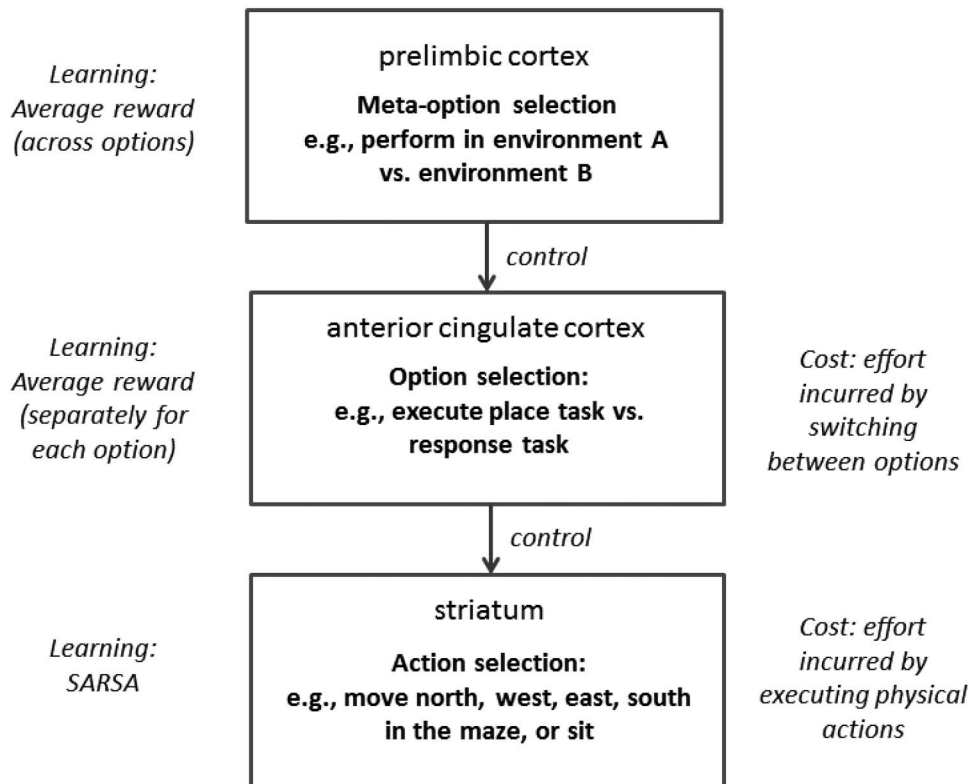 Learning:
Average reward
(across options)
prelimbic cortex
Meta-option selection
e.g., perform in environment A
vs. environment B
control
Learning:
Average reward
(separately for
each option)
anterior cingulate cortex
Option selection:
e.g., execute place task vs.
response task
Cost: effort
incurred by
switching
between options
control
Learning:
SARSA
striatum
Action selection:
e.g., move north, west, east, south
in the maze, or sit
Cost: effort
incurred by
executing physical
actions